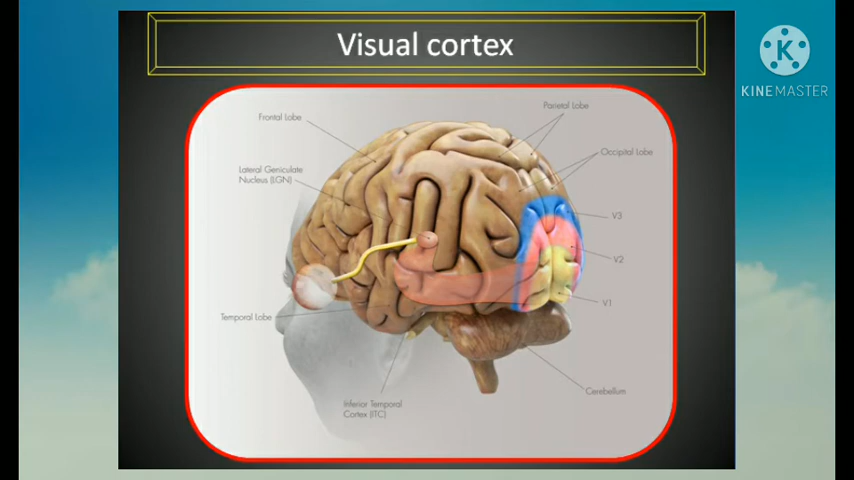 Visual cortex
KINEMASTER
Frontal Lobe
Parietal Lobe
Occipital Lobe
Lateral Geniculate
Nucleus (LGN)
V3
V2
V1
Temporal Lobe
Cerebellum
Inferior Temporal
Cortex (ITC)